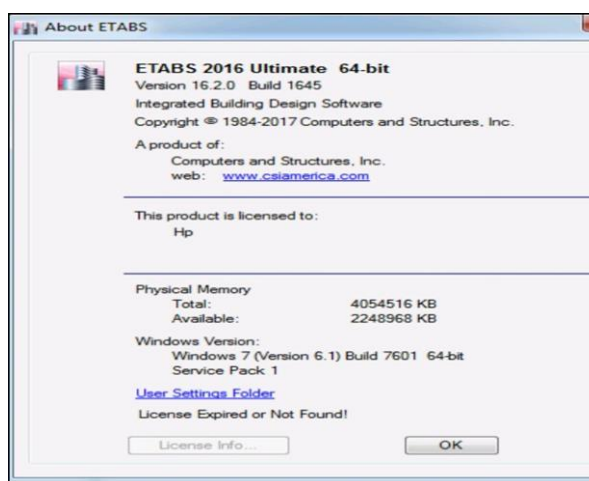 About ETABS
ETABS 2016 Ultimate 64-bit
Version 16.2.0 Build 1645
Integrated Building Design Software
Copyright © 1984-2017 Computers and Structures, Inc.
A product of:
Computers and Structures, Inc.
web: www.csiamerica.com
This product is licensed to:
Hp
Physical Memory
Total: 4054516 KB
Available: 2248968 KB
Windows Version:
Windows 7 (Version 6.1) Build 7601 64-bit
Service Pack 1
User Settings Folder
License Expired or Not Found!
License Info...
OK